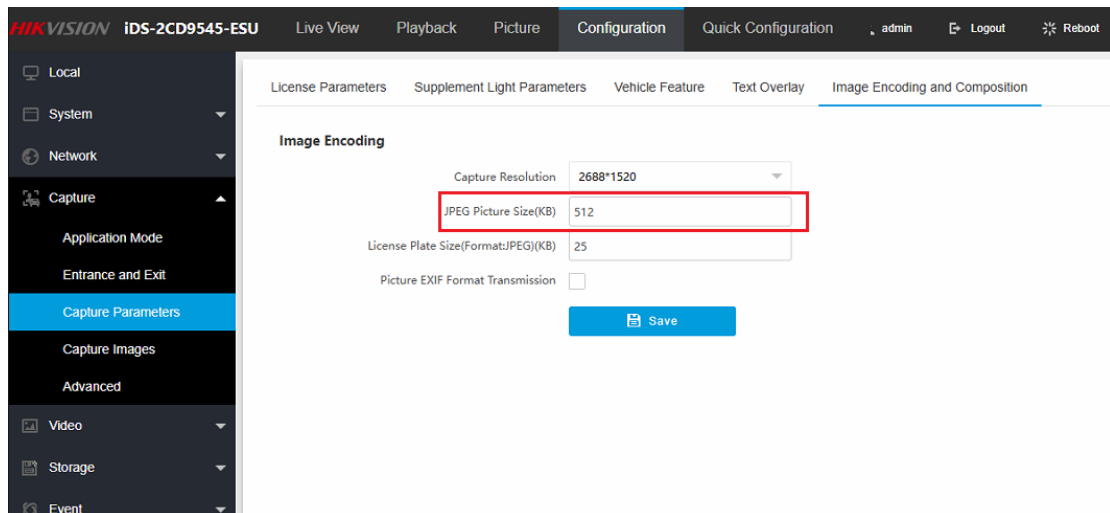 HIKVISION iDS-2CD9545-ESU Live View Playback Picture Configuration Quick Configuration admin Logout Reboot
Local
System
Network
Capture
Application Mode
Entrance and Exit
Capture Parameters
Capture Images
Advanced
Video
Storage
Event
License Parameters Supplement Light Parameters Vehicle Feature Text Overlay Image Encoding and Composition
Image Encoding
Capture Resolution 2688*1520
JPEG Picture Size(KB) 512
License Plate Size(Format:JPEG)(KB) 25
Picture EXIF Format Transmission
Save